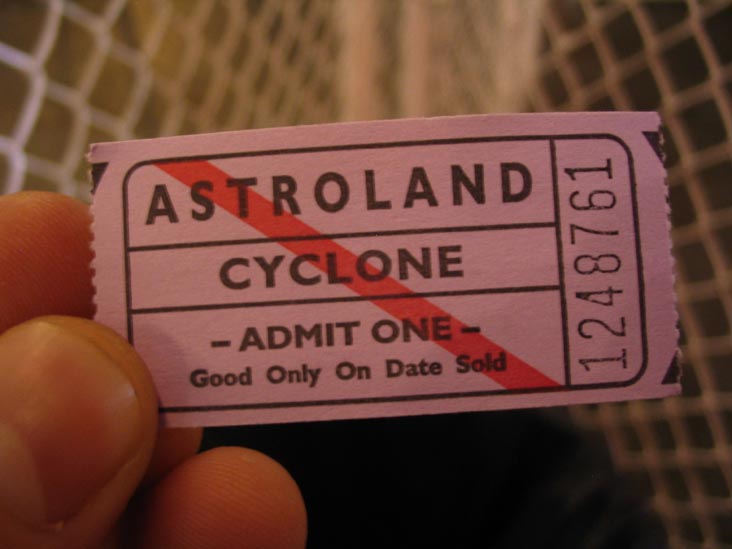 ASTROLAND
CYCLONE
-ADMIT ONE-
Good Only On Date Sold
1248761